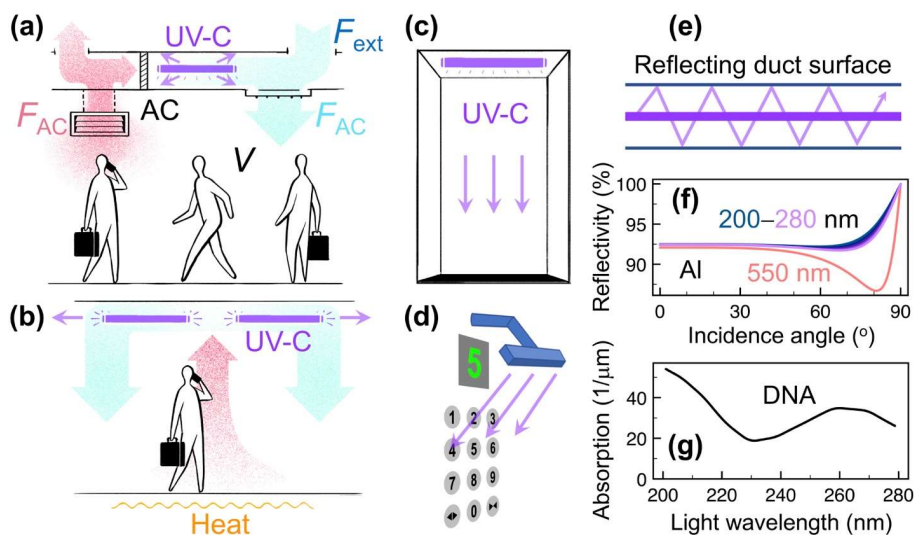 (a)
UV-C
F_ext
F_AC
AC
F_AC
V
(b)
UV-C
Heat
(c)
UV-C
(d)
5
1 2 3
4 5 6
7 8 9
◀▶ 0 ▶◀
(e)
Reflecting duct surface
Reflectivity (%)
100
95
90
(f)
200–280 nm
Al
550 nm
0 30 60 90
Incidence angle (°)
Absorption (1/μm)
40
20
0
DNA
(g)
200 220 240 260 280
Light wavelength (nm)